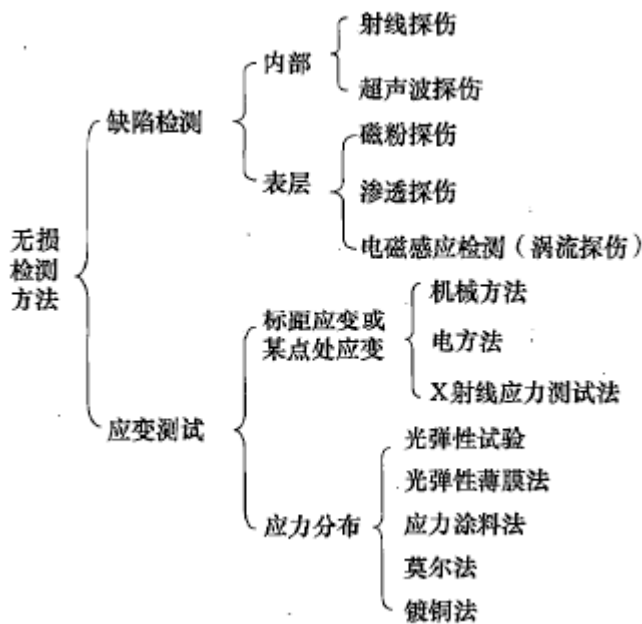 无损
检测
方法
缺陷检测
内部
射线探伤
超声波探伤
表层
磁粉探伤
渗透探伤
电磁感应检测（涡流探伤）
应变测试
标距应变或
某点处应变
机械方法
电方法
X射线应力测试法
应力分布
光弹性试验
光弹性薄膜法
应力涂料法
莫尔法
镀铜法